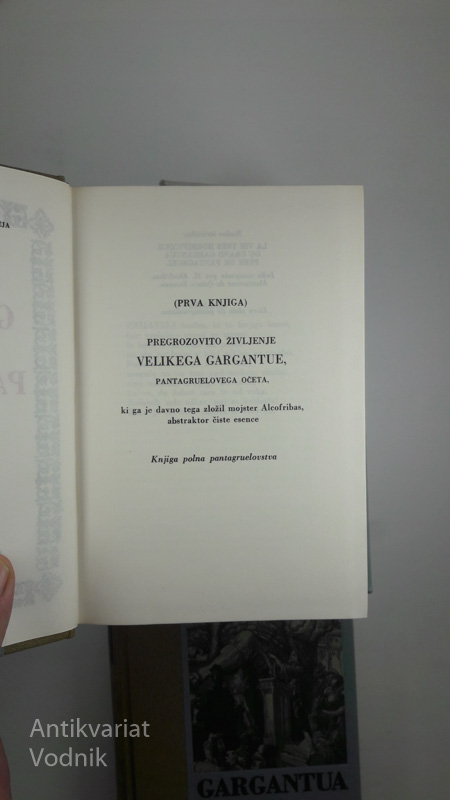 (PRVA KNJIGA)
PREGROZOVITO ŽIVLJENJE
VELIKEGA GARGANTUE,
PANTAGRUELOVEGA OČETA,
ki ga je davno tega zložil mojster Alcofribas,
abstraktor čiste esence
Knjiga polna pantagruelovstva
GARGANTUA
Antikvariat
Vodnik